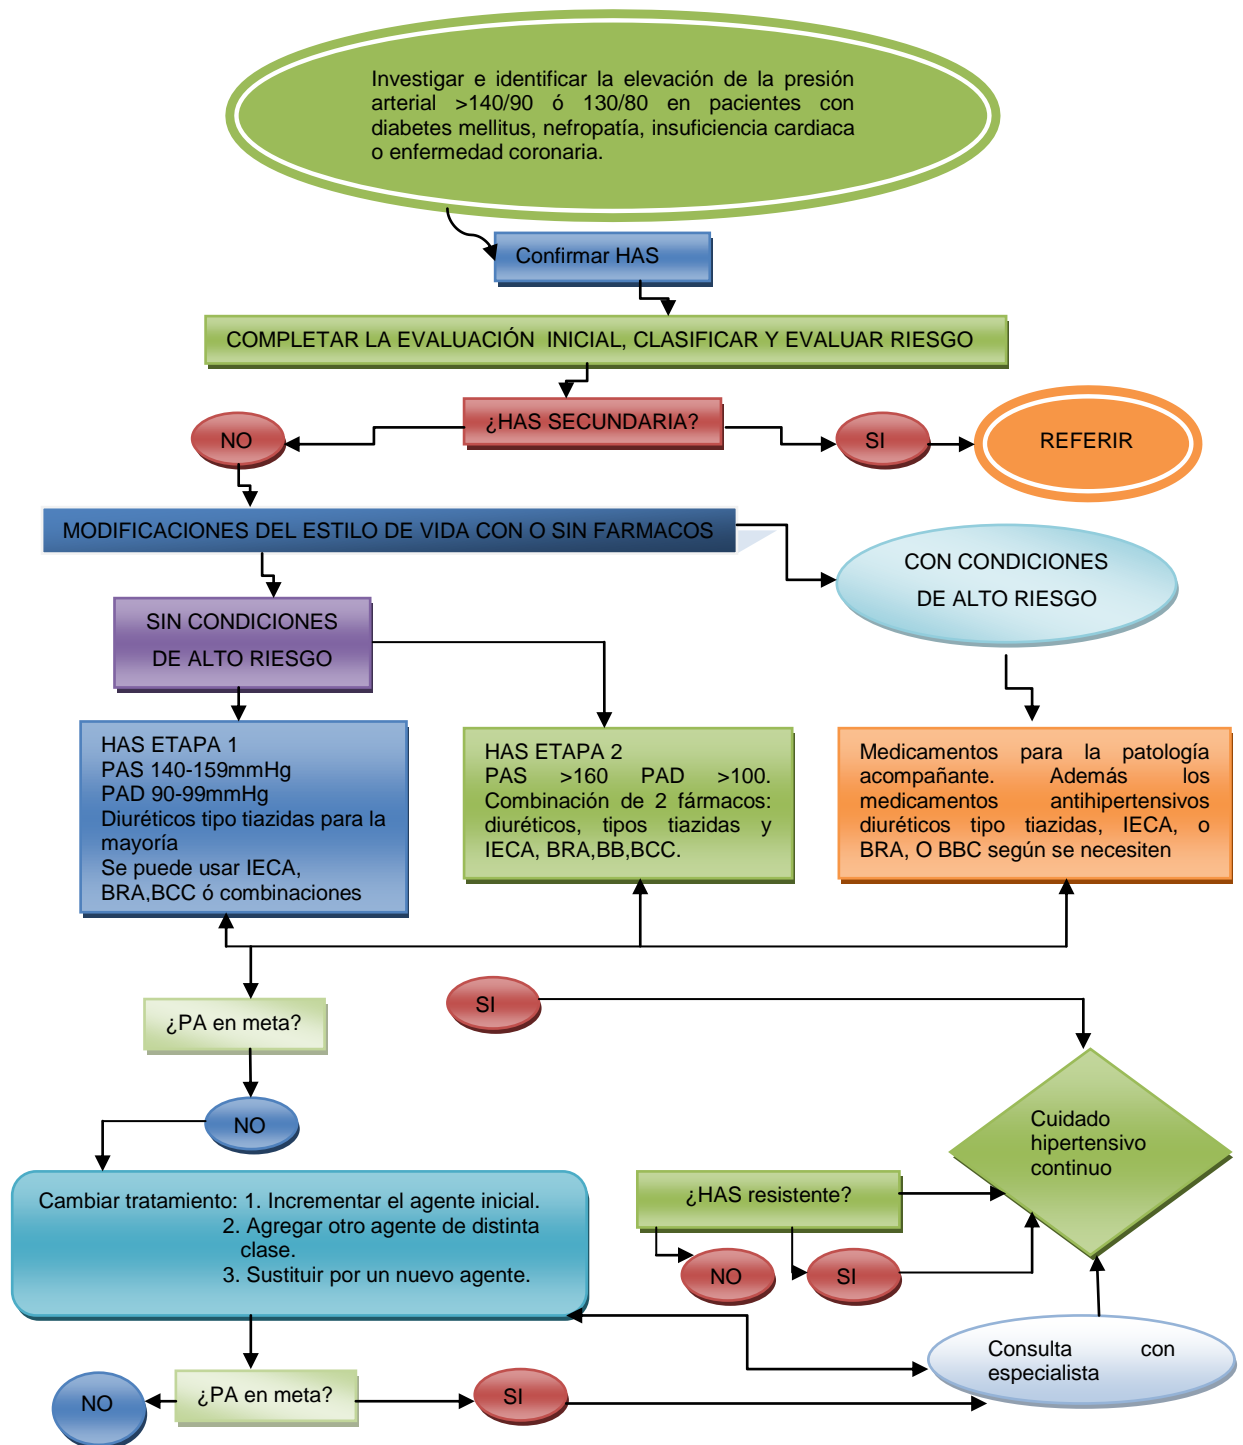 Investigar e identificar la elevación de la presión
arterial >140/90 ó 130/80 en pacientes con
diabetes mellitus, nefropatía, insuficiencia cardiaca
o enfermedad coronaria.
Confirmar HAS
COMPLETAR LA EVALUACIÓN INICIAL, CLASIFICAR Y EVALUAR RIESGO
¿HAS SECUNDARIA?
NO
SI
REFERIR
MODIFICACIONES DEL ESTILO DE VIDA CON O SIN FARMACOS
CON CONDICIONES
DE ALTO RIESGO
SIN CONDICIONES
DE ALTO RIESGO
HAS ETAPA 1
PAS 140-159mmHg
PAD 90-99mmHg
Diuréticos tipo tiazidas para la
mayoría
Se puede usar IECA,
BRA,BCC ó combinaciones
HAS ETAPA 2
PAS >160 PAD >100.
Combinación de 2 fármacos:
diuréticos, tipos tiazidas y
IECA, BRA,BB,BCC.
Medicamentos para la patología
acompañante. Además los
medicamentos antihipertensivos
diuréticos tipo tiazidas, IECA, o
BRA, O BBC según se necesiten
SI
¿PA en meta?
NO
Cuidado
hipertensivo
continuo
Cambiar tratamiento: 1. Incrementar el agente inicial.
2. Agregar otro agente de distinta
clase.
3. Sustituir por un nuevo agente.
¿HAS resistente?
NO
SI
Consulta con
especialista
¿PA en meta?
NO
SI